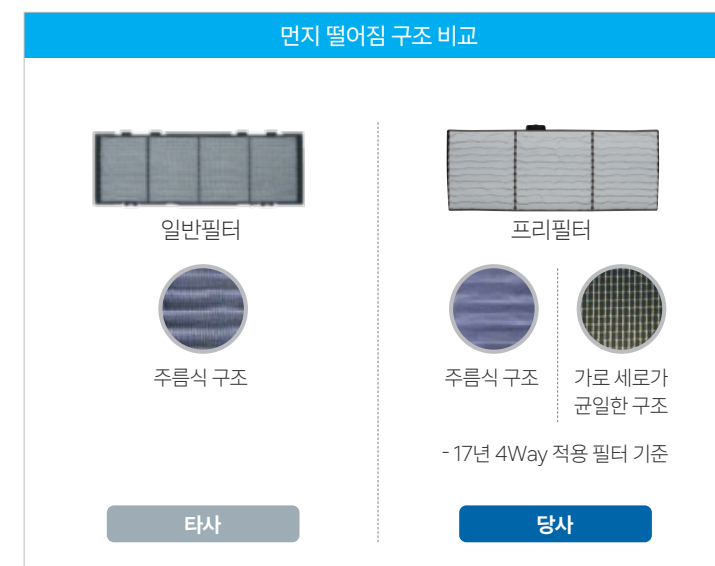 먼지 떨어짐 구조 비교
일반필터
주름식 구조
타사
프리필터
주름식 구조
가로 세로가
균일한 구조
- 17년 4Way 적용 필터 기준
당사